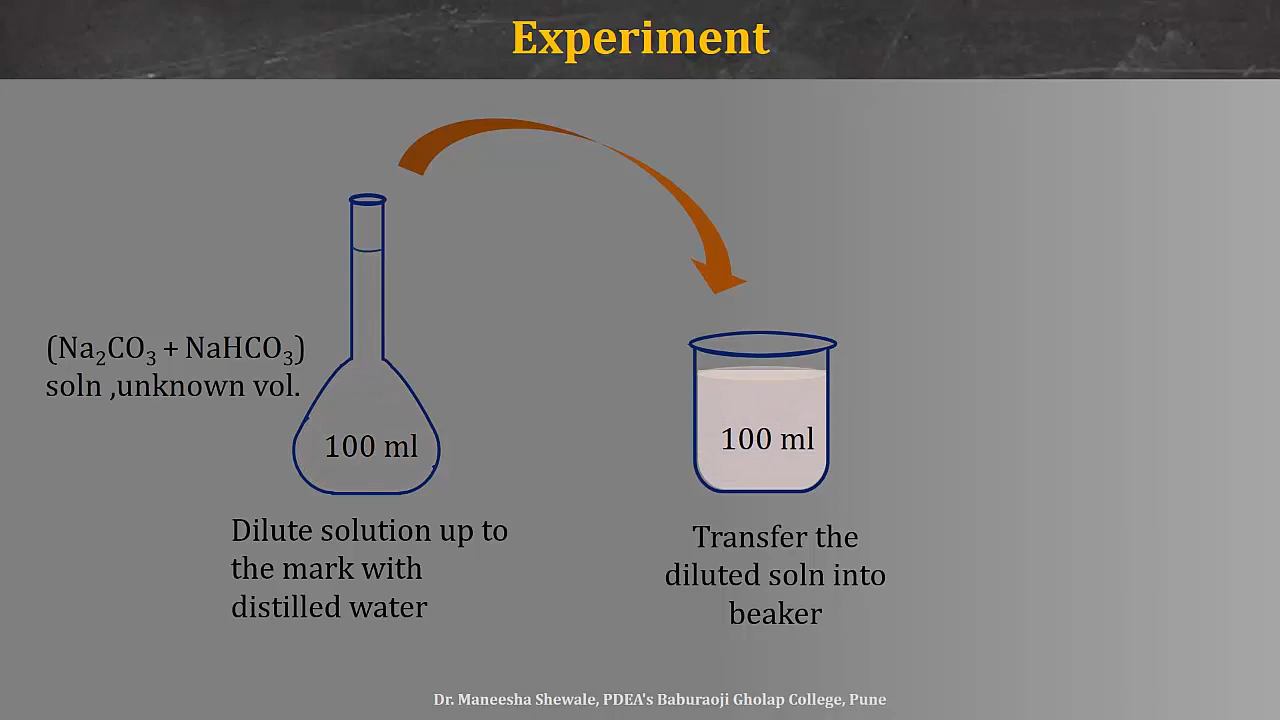 Experiment
(Na₂CO₃ + NaHCO₃)
soln ,unknown vol.
100 ml
100 ml
Dilute solution up to
the mark with
distilled water
Transfer the
diluted soln into
beaker
Dr. Maneesha Shewale, PDEA's Baburaoji Gholap College, Pune